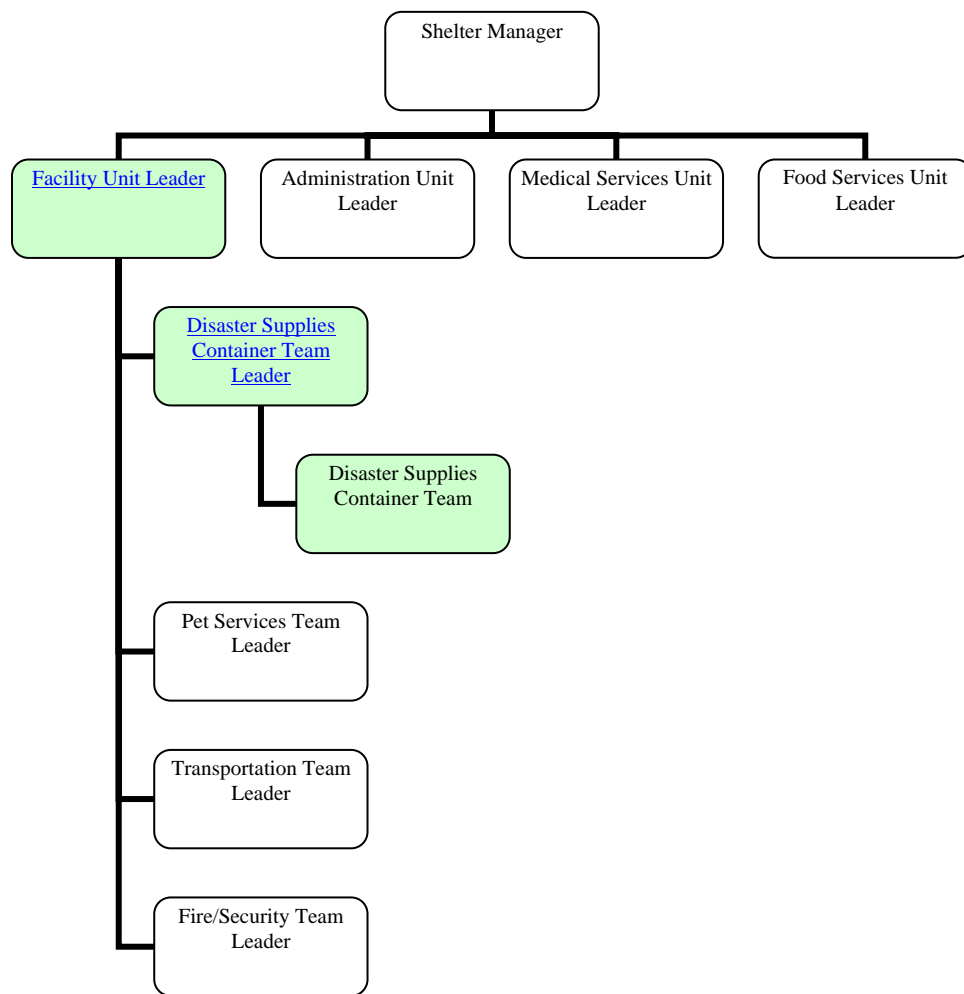 Shelter Manager
Facility Unit Leader
Administration Unit
Leader
Medical Services Unit
Leader
Food Services Unit
Leader
Disaster Supplies
Container Team
Leader
Disaster Supplies
Container Team
Pet Services Team
Leader
Transportation Team
Leader
Fire/Security Team
Leader